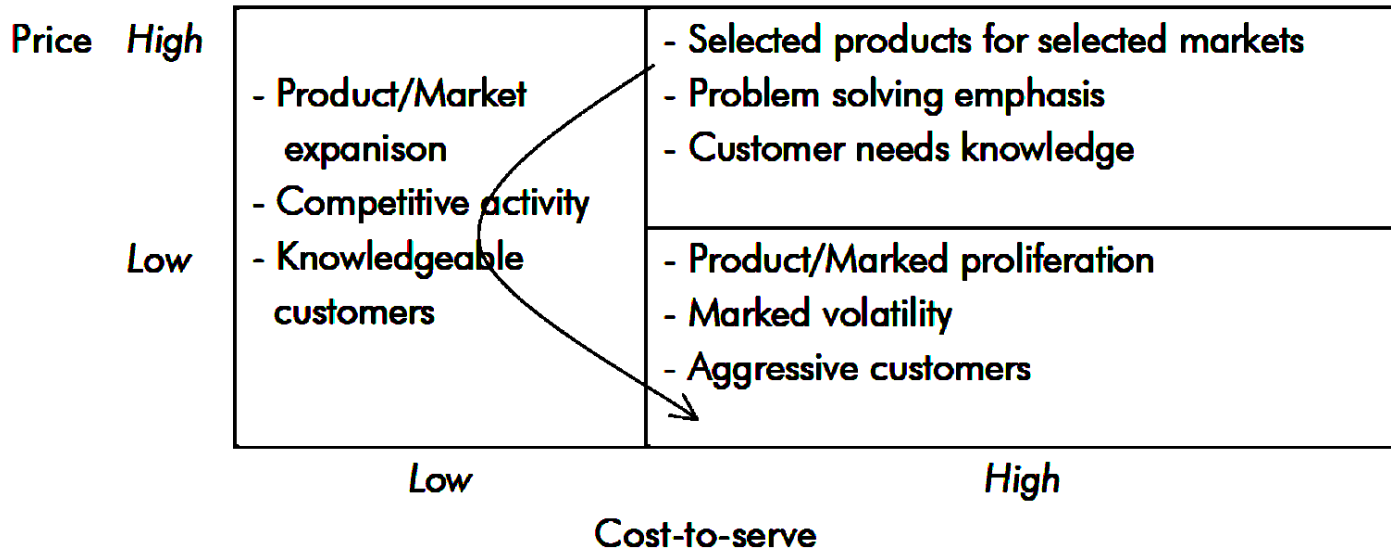 Price High
- Selected products for selected markets
- Problem solving emphasis
- Customer needs knowledge
- Product/Market
expanison
- Competitive activity
- Knowledgeable
customers
Low
- Product/Marked proliferation
- Marked volatility
- Aggressive customers
Low
High
Cost-to-serve